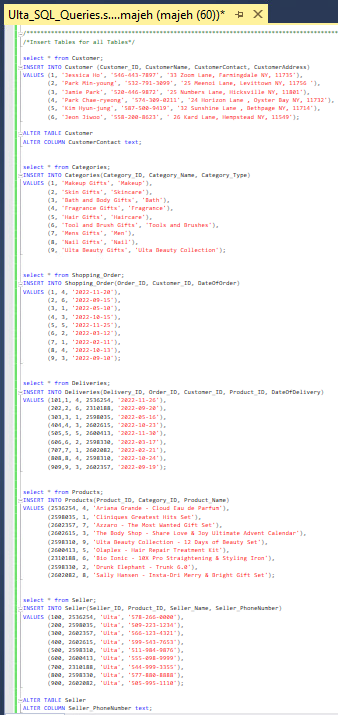 Ulta_SQL_Queries.s....majeh (majeh (60))*
/*Insert Tables for all Tables*/
select * from Customer;
INSERT INTO Customer (Customer_ID, CustomerName, CustomerContact, CustomerAddress)
VALUES (1, 'Jessica Ho', '546-443-7897', '33 Zoom Lane, Farmingdale NY, 11735'),
(2, 'Park Min-young', '532-791-3099', '25 Meenol Lane, Levittown NY, 11756 '),
(3, 'Jamie Park', '520-446-9872', '25 Numbers Lane, Hicksville NY, 11801'),
(4, 'Park Chae-ryeong', '574-309-0211', '24 Horizon Lane , Oyster Bay NY, 11732'),
(5, 'Kim Hyun-jung', '587-900-9419', '32 Sunshine Lane , Bethpage NY, 11714'),
(6, 'Jeon Jiwoo', '558-200-8623', ' 26 Kard Lane, Hempstead NY, 11549');
ALTER TABLE Customer
ALTER COLUMN CustomerContact text;
select * from Categories;
INSERT INTO Categories(Category_ID, Category_Name, Category_Type)
VALUES (1, 'Makeup Gifts', 'Makeup'),
(2, 'Skin Gifts', 'Skincare'),
(3, 'Bath and Body Gifts', 'Bath'),
(4, 'Fragrance Gifts', 'Fragrance'),
(5, 'Hair Gifts', 'Haircare'),
(6, 'Tool and Brush Gifts', 'Tools and Brushes'),
(7, 'Mens Gifts', 'Men'),
(8, 'Nail Gifts', 'Nail'),
(9, 'Ulta Beauty Gifts', 'Ulta Beauty Collection');
select * from Shopping_Order;
INSERT INTO Shopping_Order(Order_ID, Customer_ID, DateOfOrder)
VALUES (1, 4, '2022-11-20'),
(2, 6, '2022-09-15'),
(3, 1, '2022-05-10'),
(4, 3, '2022-10-15'),
(5, 5, '2022-11-25'),
(6, 2, '2022-03-12'),
(7, 1, '2022-02-11'),
(8, 4, '2022-10-13'),
(9, 3, '2022-09-10');
select * from Deliveries;
INSERT INTO Deliveries(Delivery_ID, Order_ID, Customer_ID, Product_ID, DateOfDelivery)
VALUES (101,1, 4, 2536254, '2022-11-26'),
(202,2, 6, 2310188, '2022-09-20'),
(303,3, 1, 2598035, '2022-05-16'),
(404,4, 3, 2602615, '2022-10-23'),
(505,5, 5, 2600413, '2022-11-30'),
(606,6, 2, 2598330, '2022-03-17'),
(707,7, 1, 2602082, '2022-02-21'),
(808,8, 4, 2598310, '2022-10-24'),
(909,9, 3, 2602357, '2022-09-19');
select * from Products;
INSERT INTO Products(Product_ID, Category_ID, Product_Name)
VALUES (2536254, 4, 'Ariana Grande - Cloud Eau de Parfum'),
(2598035, 1, 'Cliniques Greatest Hits Set'),
(2602357, 7, 'Azzaro - The Most Wanted Gift Set'),
(2602615, 3, 'The Body Shop - Share Love & Joy Ultimate Advent Calendar'),
(2598310, 9, 'Ulta Beauty Collection - 12 Days of Beauty Set'),
(2600413, 5, 'Olaplex - Hair Repair Treatment Kit'),
(2310188, 6, 'Bio Ionic - 10X Pro Straightening & Styling Iron'),
(2598330, 2, 'Drunk Elephant - Trunk 6.0'),
(2602082, 8, 'Sally Hansen - Insta-Dri Merry & Bright Gift Set');
select * from Seller;
INSERT INTO Seller(Seller_ID, Product_ID, Seller_Name, Seller_PhoneNumber)
VALUES (100, 2536254, 'Ulta', '578-266-0000'),
(200, 2598035, 'Ulta', '509-223-1234'),
(300, 2602357, 'Ulta', '566-123-4321'),
(400, 2602615, 'Ulta', '599-543-7653'),
(500, 2598310, 'Ulta', '511-984-9876'),
(600, 2600413, 'Ulta', '555-098-9999'),
(700, 2310188, 'Ulta', '544-999-1355'),
(800, 2598330, 'Ulta', '577-880-8888'),
(900, 2602082, 'Ulta', '505-995-1110');
ALTER TABLE Seller
ALTER COLUMN Seller_PhoneNumber text;